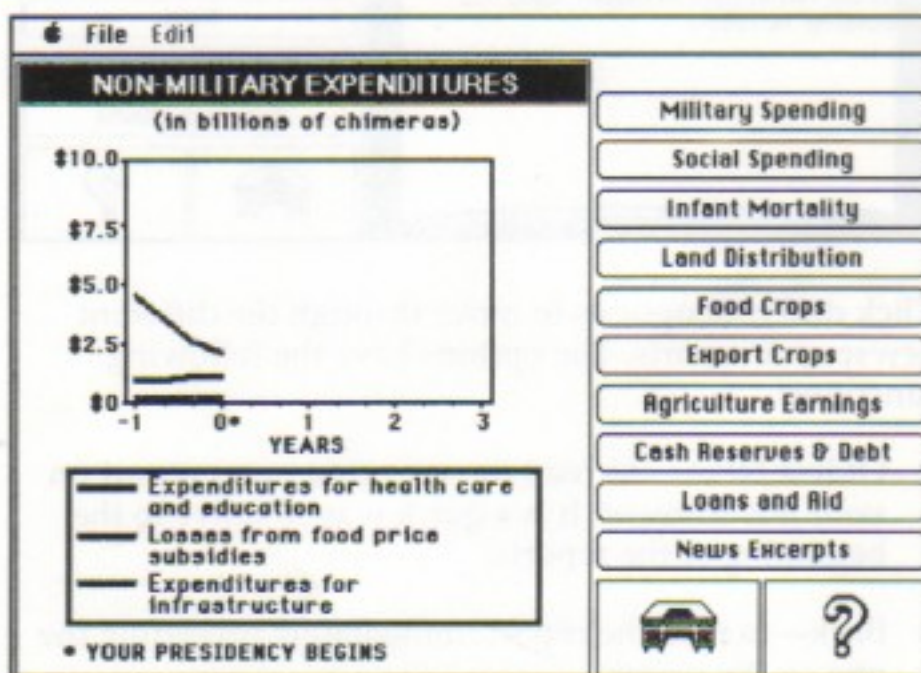 File Edit
NON-MILITARY EXPENDITURES
(in billions of chimeras)
$10.0
$7.5
$5.0
$2.5
$0
-1 0* 1 2 3
YEARS
Expenditures for health care
and education
Losses from food price
subsidies
Expenditures for
infrastructure
* YOUR PRESIDENCY BEGINS
Military Spending
Social Spending
Infant Mortality
Land Distribution
Food Crops
Export Crops
Agriculture Earnings
Cash Reserves & Debt
Loans and Aid
News Excerpts
?